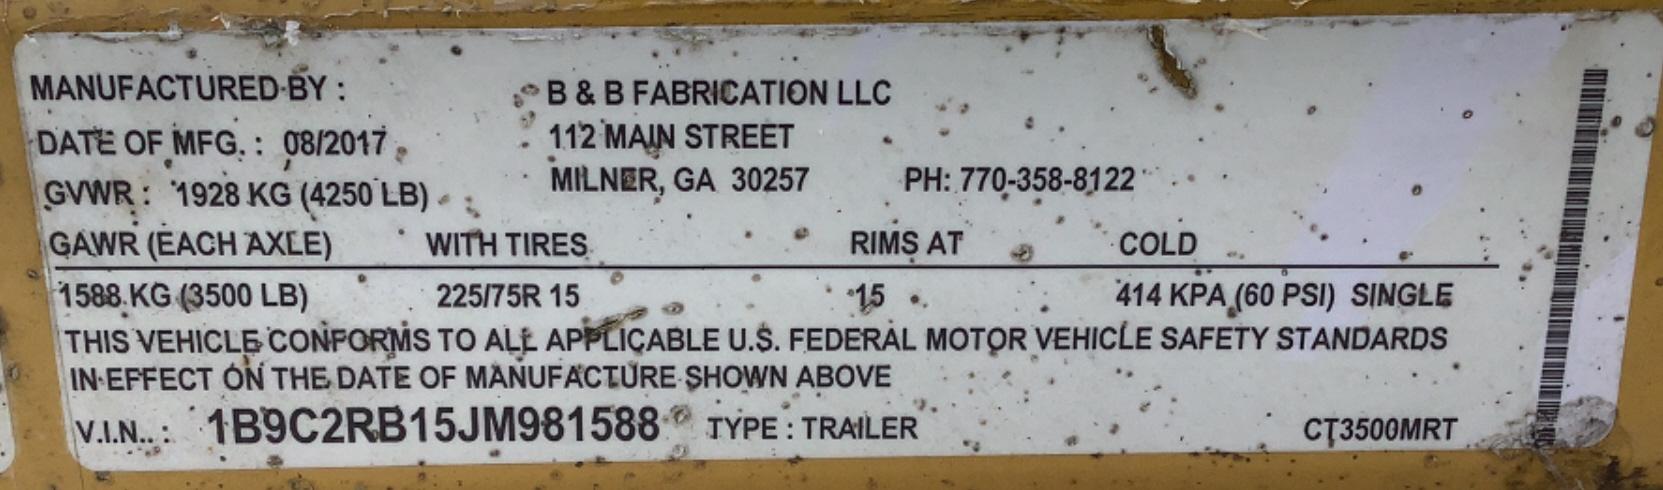 MANUFACTURED BY : B & B FABRICATION LLC
DATE OF MFG. : 08/2017 112 MAIN STREET
MILNER, GA 30257 PH: 770-358-8122
GVWR : 1928 KG (4250 LB)
GAWR (EACH AXLE) WITH TIRES RIMS AT COLD
1588 KG (3500 LB) 225/75R 15 15 414 KPA (60 PSI) SINGLE
THIS VEHICLE CONFORMS TO ALL APPLICABLE U.S. FEDERAL MOTOR VEHICLE SAFETY STANDARDS
IN EFFECT ON THE DATE OF MANUFACTURE SHOWN ABOVE
V.I.N.. : 1B9C2RB15JM981588 TYPE : TRAILER CT3500MRT